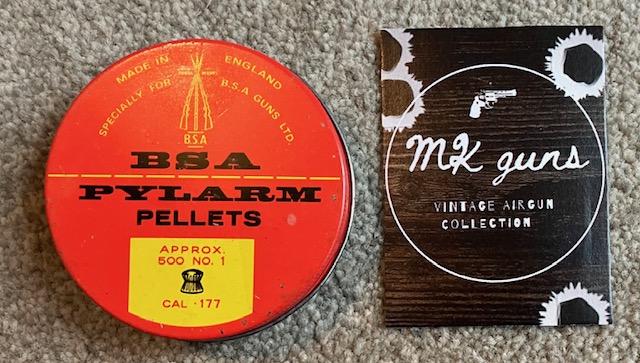 MADE IN ENGLAND
SPECIALLY FOR B.S.A GUNS LTD.
B.S.A
BSA
PYLARM
PELLETS
APPROX.
500 NO. 1
CAL ·177
MK guns
VINTAGE AIRGUN
COLLECTION